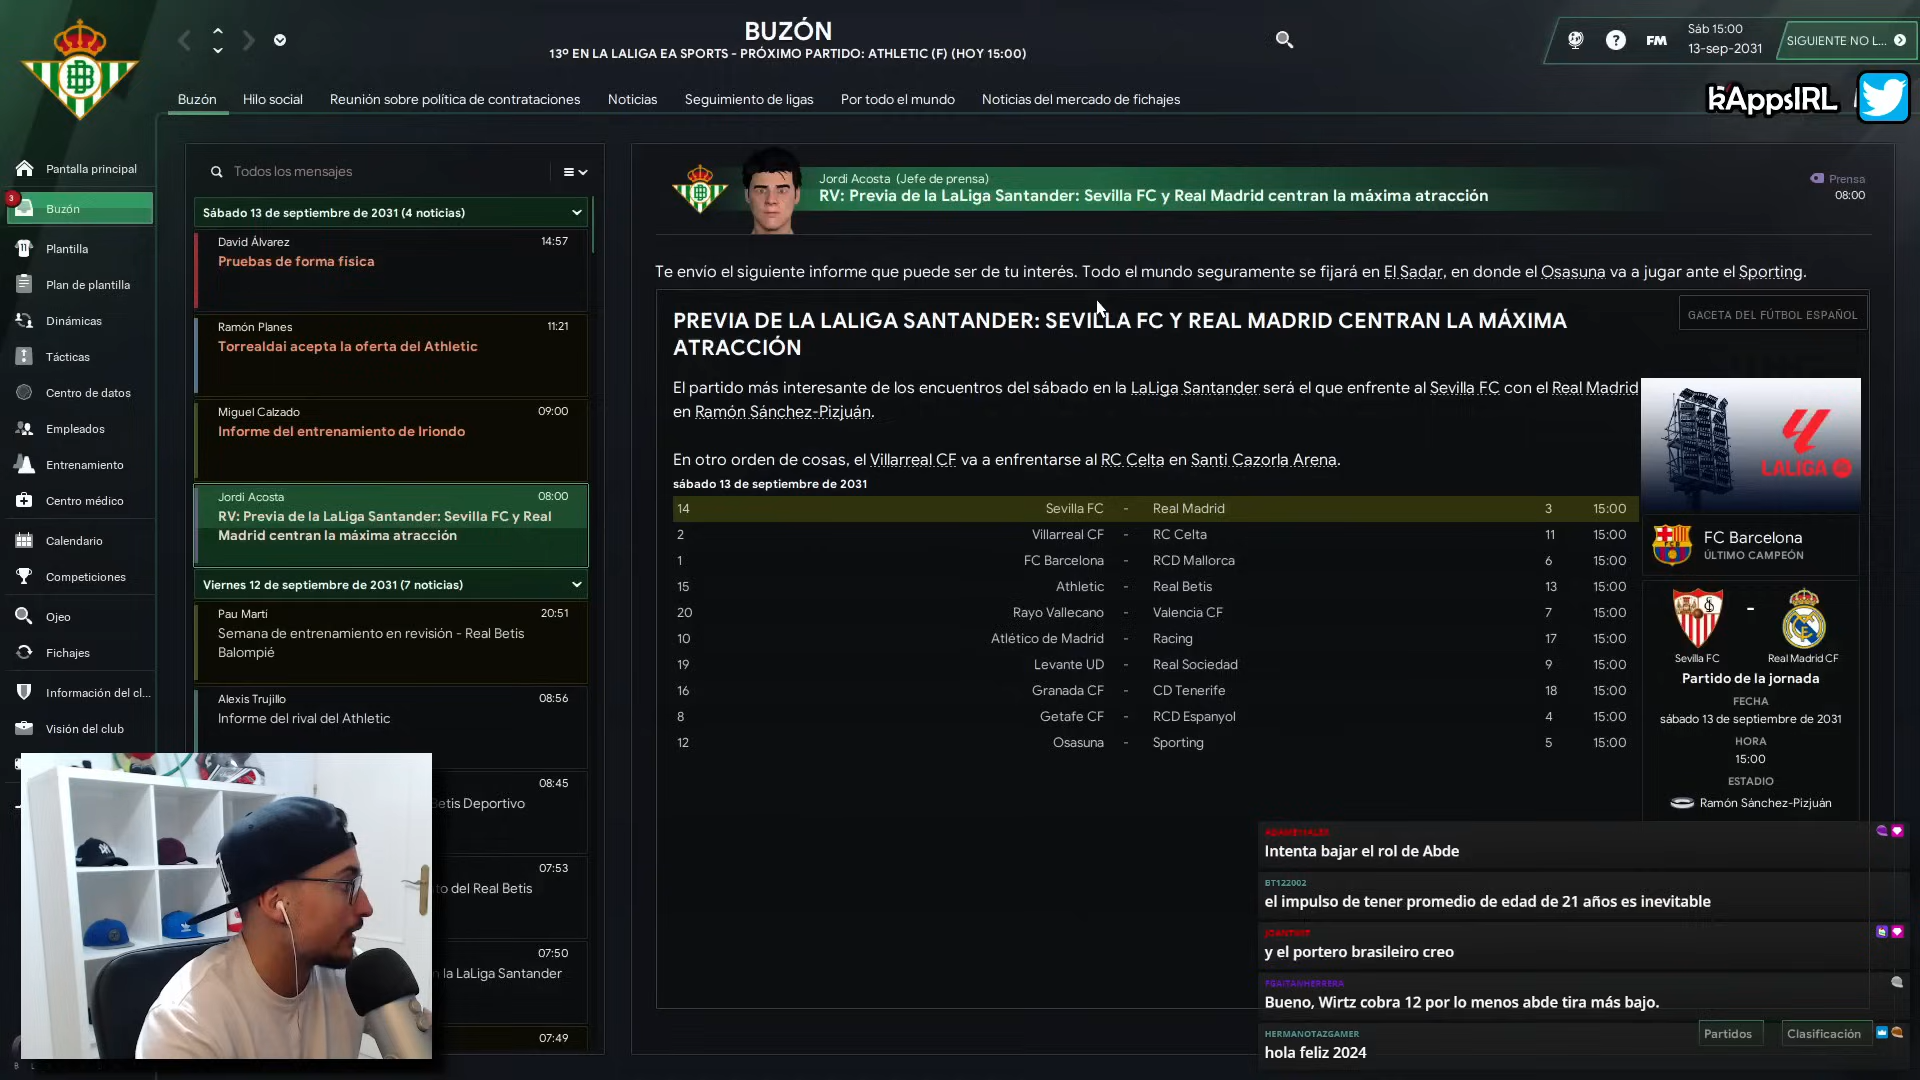 BUZÓN
13º EN LA LALIGA EA SPORTS - PRÓXIMO PARTIDO: ATHLETIC (F) (HOY 15:00)
FM
Sáb 15:00
13-sep-2031
SIGUIENTE NO L...
Buzón
Hilo social
Reunión sobre política de contrataciones
Noticias
Seguimiento de ligas
Por todo el mundo
Noticias del mercado de fichajes
kAppsIRL
Pantalla principal
3
Buzón
Plantilla
Plan de plantilla
Dinámicas
Tácticas
Centro de datos
Empleados
Entrenamiento
Centro médico
Calendario
Competiciones
Ojeo
Fichajes
Información del cl...
Visión del club
Todos los mensajes
Sábado 13 de septiembre de 2031 (4 noticias)
David Álvarez 14:57
Pruebas de forma física
Ramón Planes 11:21
Torrealdai acepta la oferta del Athletic
Miguel Calzado 09:00
Informe del entrenamiento de Iriondo
Jordi Acosta 08:00
RV: Previa de la LaLiga Santander: Sevilla FC y Real
Madrid centran la máxima atracción
Viernes 12 de septiembre de 2031 (7 noticias)
Pau Martí 20:51
Semana de entrenamiento en revisión - Real Betis
Balompié
Alexis Trujillo 08:56
Informe del rival del Athletic
08:45
Betis Deportivo
07:53
to del Real Betis
07:50
n la LaLiga Santander
07:49
Jordi Acosta (Jefe de prensa)
RV: Previa de la LaLiga Santander: Sevilla FC y Real Madrid centran la máxima atracción
Prensa
08:00
Te envío el siguiente informe que puede ser de tu interés. Todo el mundo seguramente se fijará en El Sadar, en donde el Osasuna va a jugar ante el Sporting.
PREVIA DE LA LALIGA SANTANDER: SEVILLA FC Y REAL MADRID CENTRAN LA MÁXIMA
ATRACCIÓN
GACETA DEL FÚTBOL ESPAÑOL
El partido más interesante de los encuentros del sábado en la LaLiga Santander será el que enfrente al Sevilla FC con el Real Madrid
en Ramón Sánchez-Pizjuán.
En otro orden de cosas, el Villarreal CF va a enfrentarse al RC Celta en Santi Cazorla Arena.
sábado 13 de septiembre de 2031
14 Sevilla FC - Real Madrid 3 15:00
2 Villarreal CF - RC Celta 11 15:00
1 FC Barcelona - RCD Mallorca 6 15:00
15 Athletic - Real Betis 13 15:00
20 Rayo Vallecano - Valencia CF 7 15:00
10 Atlético de Madrid - Racing 17 15:00
19 Levante UD - Real Sociedad 9 15:00
16 Granada CF - CD Tenerife 18 15:00
8 Getafe CF - RCD Espanyol 4 15:00
12 Osasuna - Sporting 5 15:00
LALIGA
FC Barcelona
ÚLTIMO CAMPEÓN
-
Sevilla FC
Real Madrid CF
Partido de la jornada
FECHA
sábado 13 de septiembre de 2031
HORA
15:00
ESTADIO
Ramón Sánchez-Pizjuán
Intenta bajar el rol de Abde
BT122002
el impulso de tener promedio de edad de 21 años es inevitable
y el portero brasileiro creo
FGAITANHERRERA
Bueno, Wirtz cobra 12 por lo menos abde tira más bajo.
HERMANOTAZGAMER
hola feliz 2024
Partidos
Clasificación